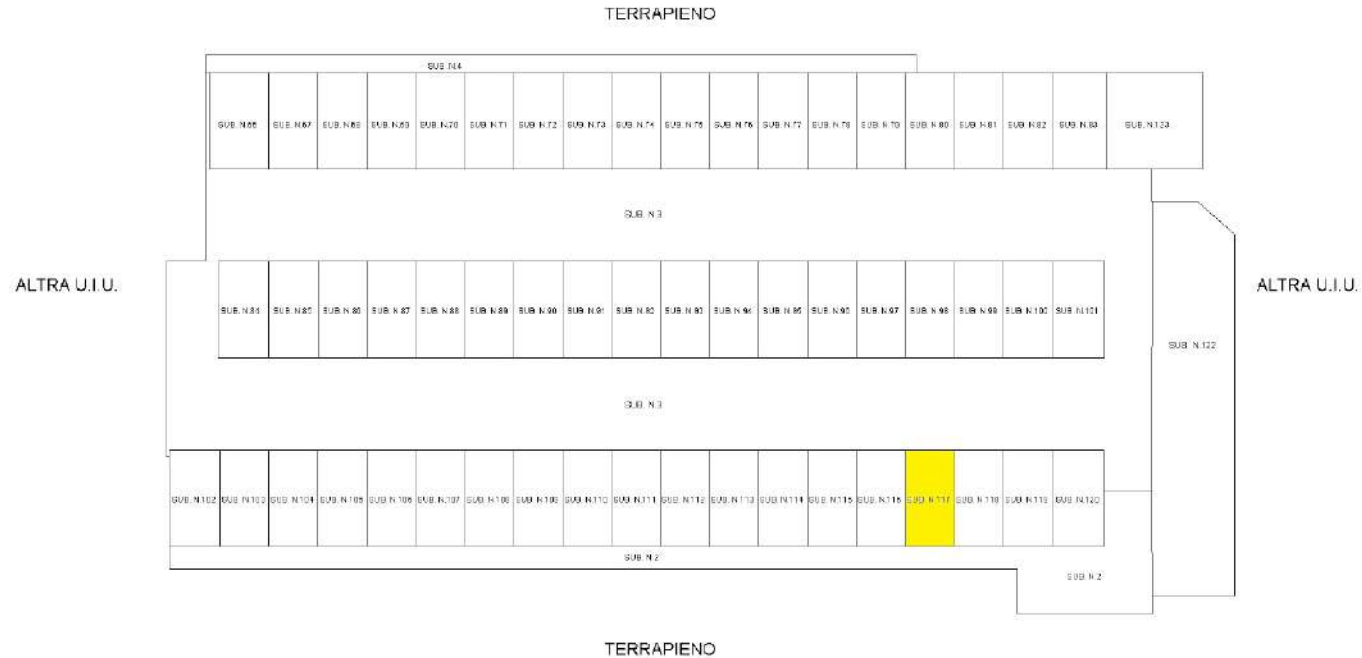 TERRAPIENO
SUB. N.4
SUB. N.66 SUB. N.67 SUB. N.68 SUB. N.69 SUB. N.70 SUB. N.71 SUB. N.72 SUB. N.73 SUB. N.74 SUB. N.75 SUB. N.76 SUB. N.77 SUB. N.78 SUB. N.79 SUB. N.80 SUB. N.81 SUB. N.82 SUB. N.83 SUB. N.123
SUB. N.3
ALTRA U.I.U.
ALTRA U.I.U.
SUB. N.84 SUB. N.85 SUB. N.86 SUB. N.87 SUB. N.88 SUB. N.89 SUB. N.90 SUB. N.91 SUB. N.92 SUB. N.93 SUB. N.94 SUB. N.95 SUB. N.96 SUB. N.97 SUB. N.98 SUB. N.99 SUB. N.100 SUB. N.101
SUB. N.122
SUB. N.3
SUB. N.102 SUB. N.103 SUB. N.104 SUB. N.105 SUB. N.106 SUB. N.107 SUB. N.108 SUB. N.109 SUB. N.110 SUB. N.111 SUB. N.112 SUB. N.113 SUB. N.114 SUB. N.115 SUB. N.116 SUB. N.117 SUB. N.118 SUB. N.119 SUB. N.120
SUB. N.2
SUB. N.2
TERRAPIENO